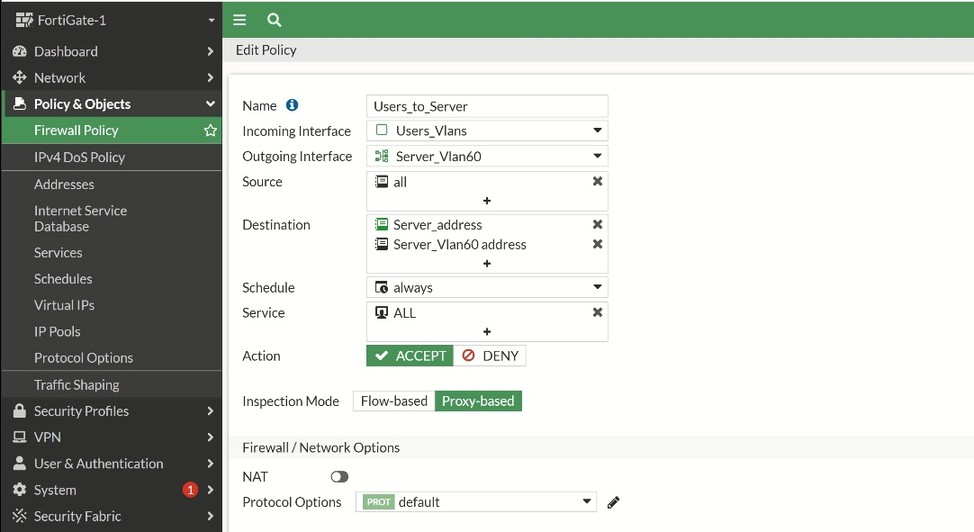 FortiGate-1
Dashboard
Network
Policy & Objects
Firewall Policy
IPv4 DoS Policy
Addresses
Internet Service
Database
Services
Schedules
Virtual IPs
IP Pools
Protocol Options
Traffic Shaping
Security Profiles
VPN
User & Authentication
System 1
Security Fabric
Edit Policy
Name Users_to_Server
Incoming Interface Users_Vlans
Outgoing Interface Server_Vlan60
Source all
+
Destination Server_address
Server_Vlan60 address
+
Schedule always
Service ALL
+
Action ACCEPT DENY
Inspection Mode Flow-based Proxy-based
Firewall / Network Options
NAT
Protocol Options PROT default